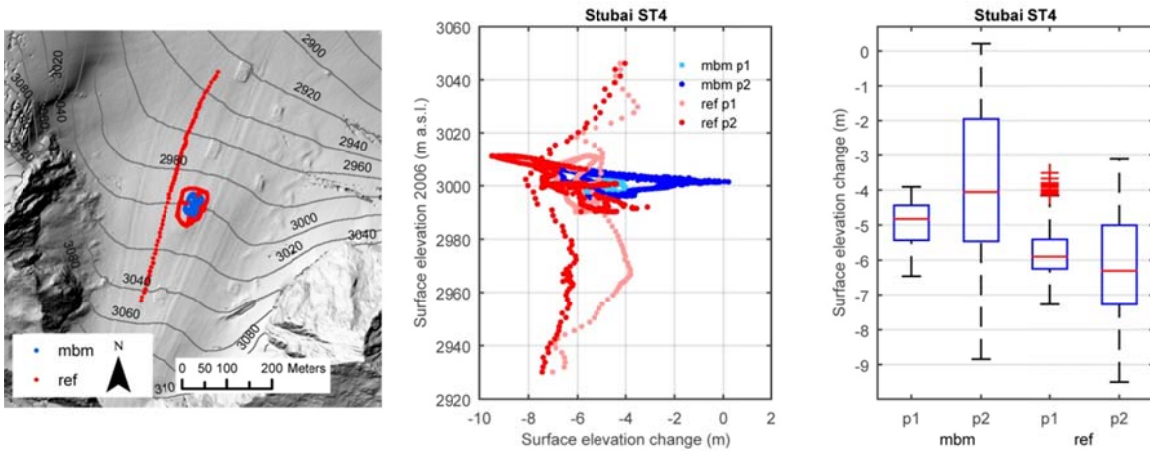 3020
3080
3040
2900
2920
2940
2960
2980
3000
3020
3040
3080
3040
3060
3080
310
mbm
ref
N
0 50 100 200 Meters
Stubai ST4
Surface elevation 2006 (m a.s.l.)
3060
3040
3020
3000
2980
2960
2940
2920
mbm p1
mbm p2
ref p1
ref p2
-10 -8 -6 -4 -2 0 2
Surface elevation change (m)
Stubai ST4
Surface elevation change (m)
0
-1
-2
-3
-4
-5
-6
-7
-8
-9
p1 p2 p1 p2
mbm ref